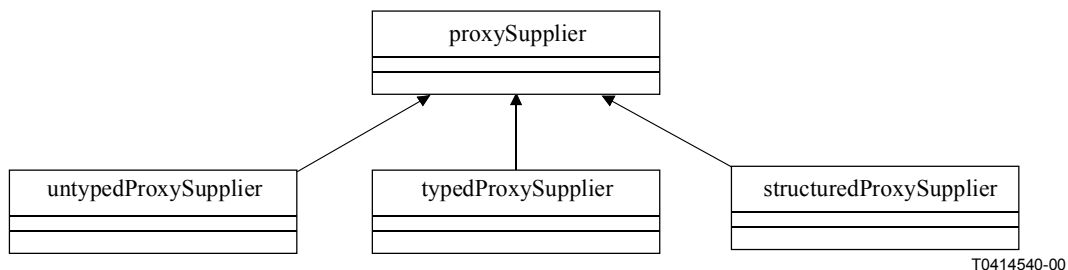 proxySupplier
untypedProxySupplier
typedProxySupplier
structuredProxySupplier
T0414540-00